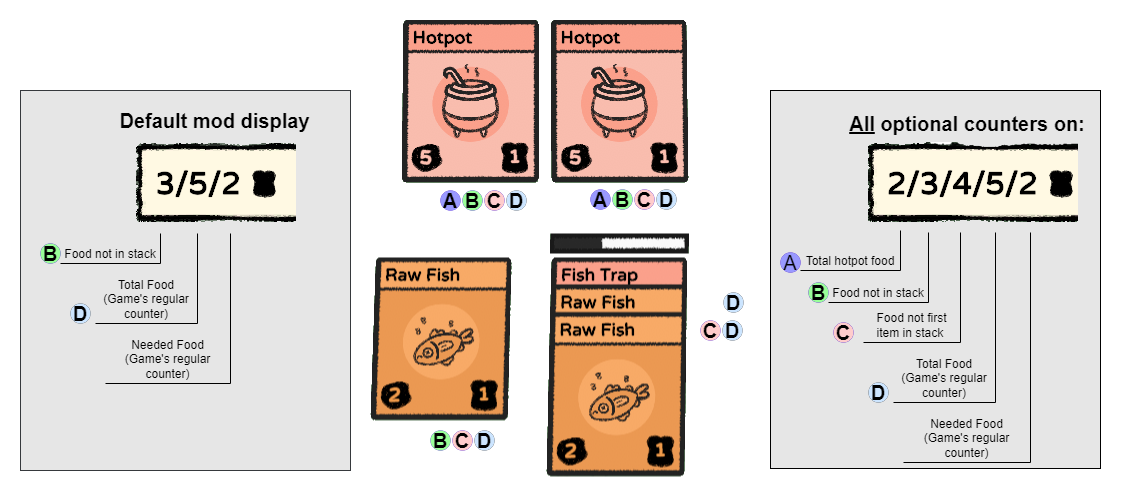 Default mod display
3/5/2
B Food not in stack
Total Food
(Game's regular
counter)
D
Needed Food
(Game's regular
counter)
Hotpot
5 1
A B C D
Hotpot
5 1
A B C D
Raw Fish
2 1
B C D
Fish Trap
Raw Fish
D
Raw Fish
C D
2 1
All optional counters on:
2/3/4/5/2
A Total hotpot food
B Food not in stack
C
Food not first
item in stack
Total Food
(Game's regular
counter)
D
Needed Food
(Game's regular
counter)